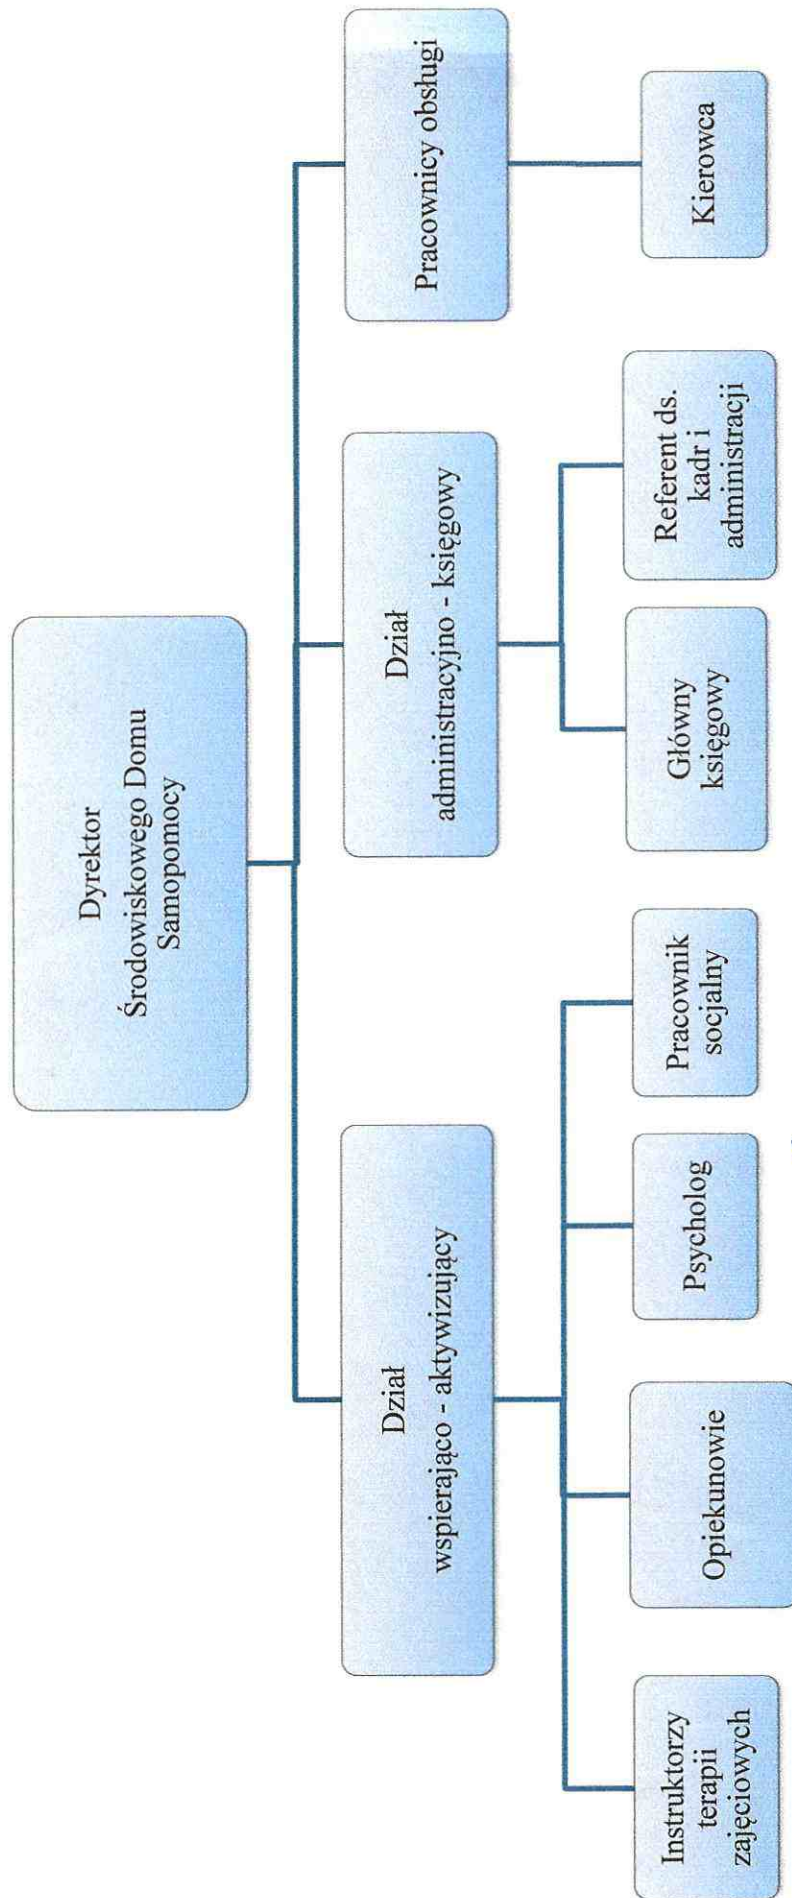 Dyrektor
Środowiskowego Domu
Samopomocy
Dział
wspierająco - aktywizujący
Dział
administracyjno - księgowy
Pracownicy obsługi
Instruktorzy
terapii
zajęciowych
Opiekunowie
Psycholog
Pracownik
socjalny
Główny
księgowy
Referent ds.
kadr i
administracji
Kierowca